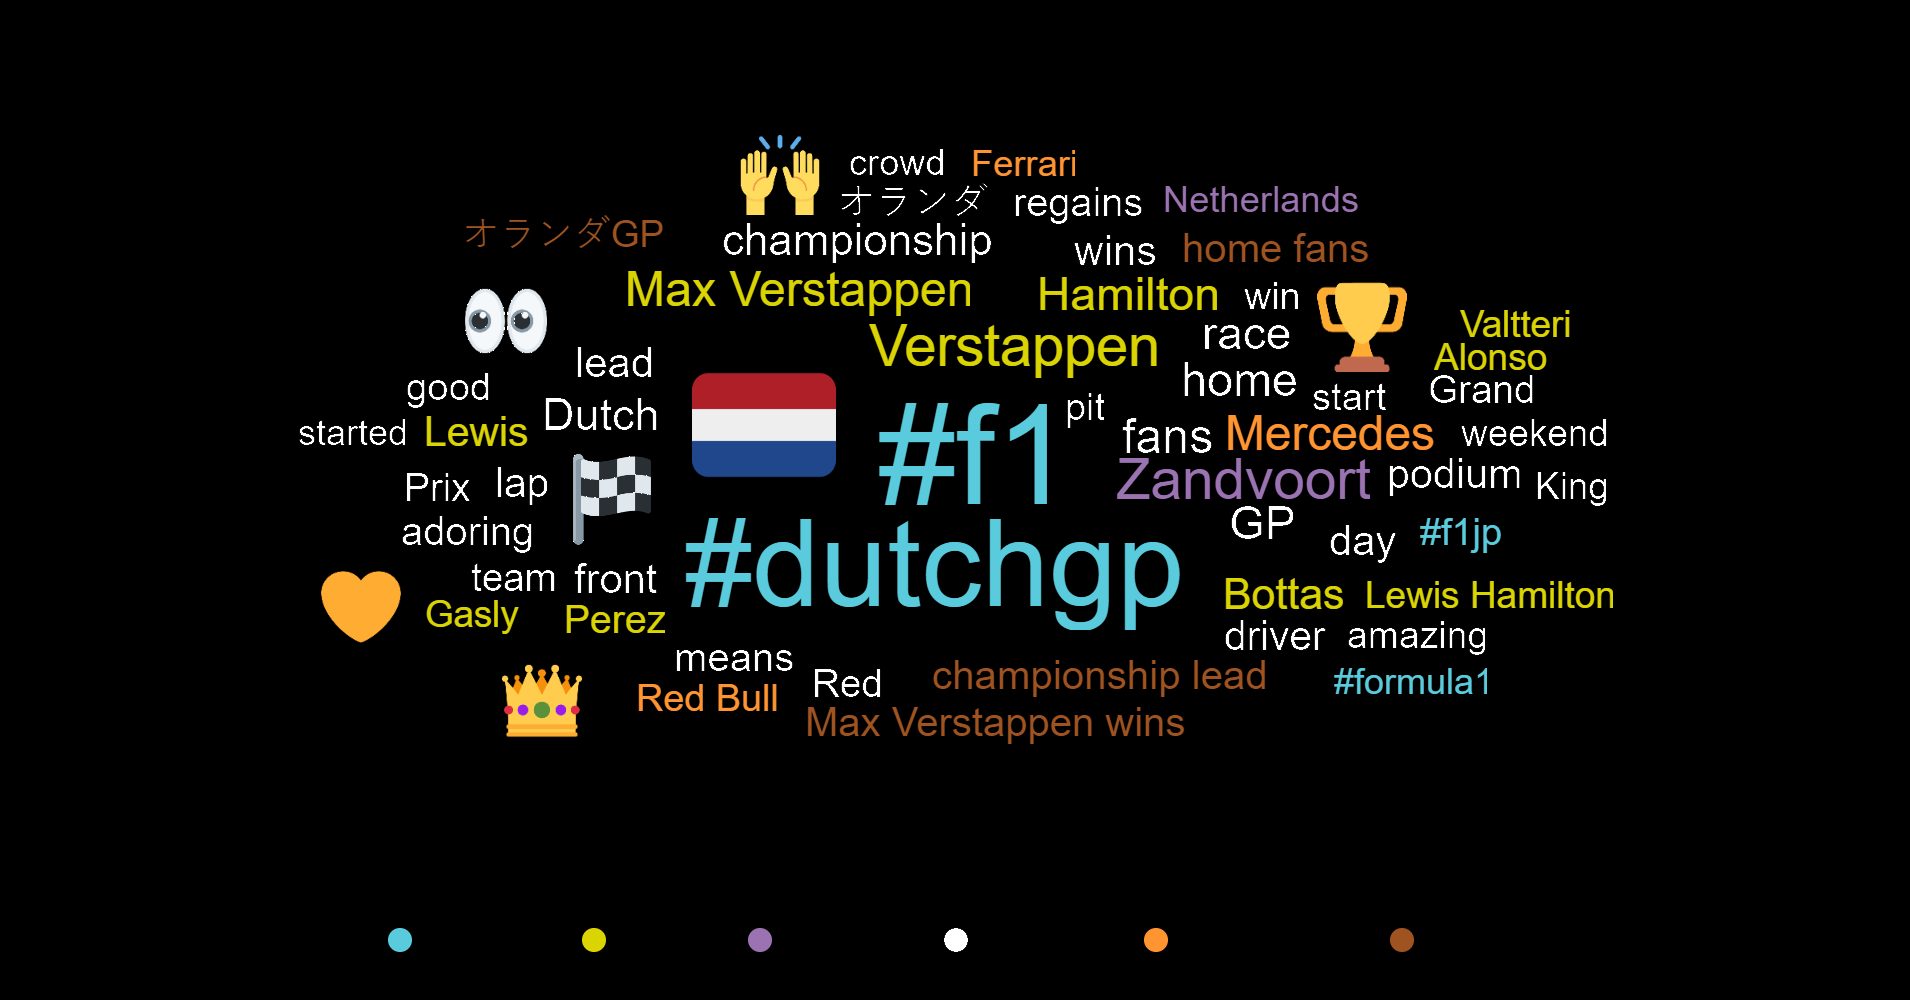 crowd Ferrari
オランダ regains Netherlands
オランダGP championship wins home fans
Max Verstappen Hamilton win
Verstappen race Valtteri
lead Alonso
good home start Grand
Dutch #f1 pit
started Lewis fans Mercedes weekend
Prix lap Zandvoort podium King
adoring GP day #f1jp
#dutchgp
team front Bottas Lewis Hamilton
Gasly Perez driver amazing
means championship lead #formula1
Red Bull Red
Max Verstappen wins